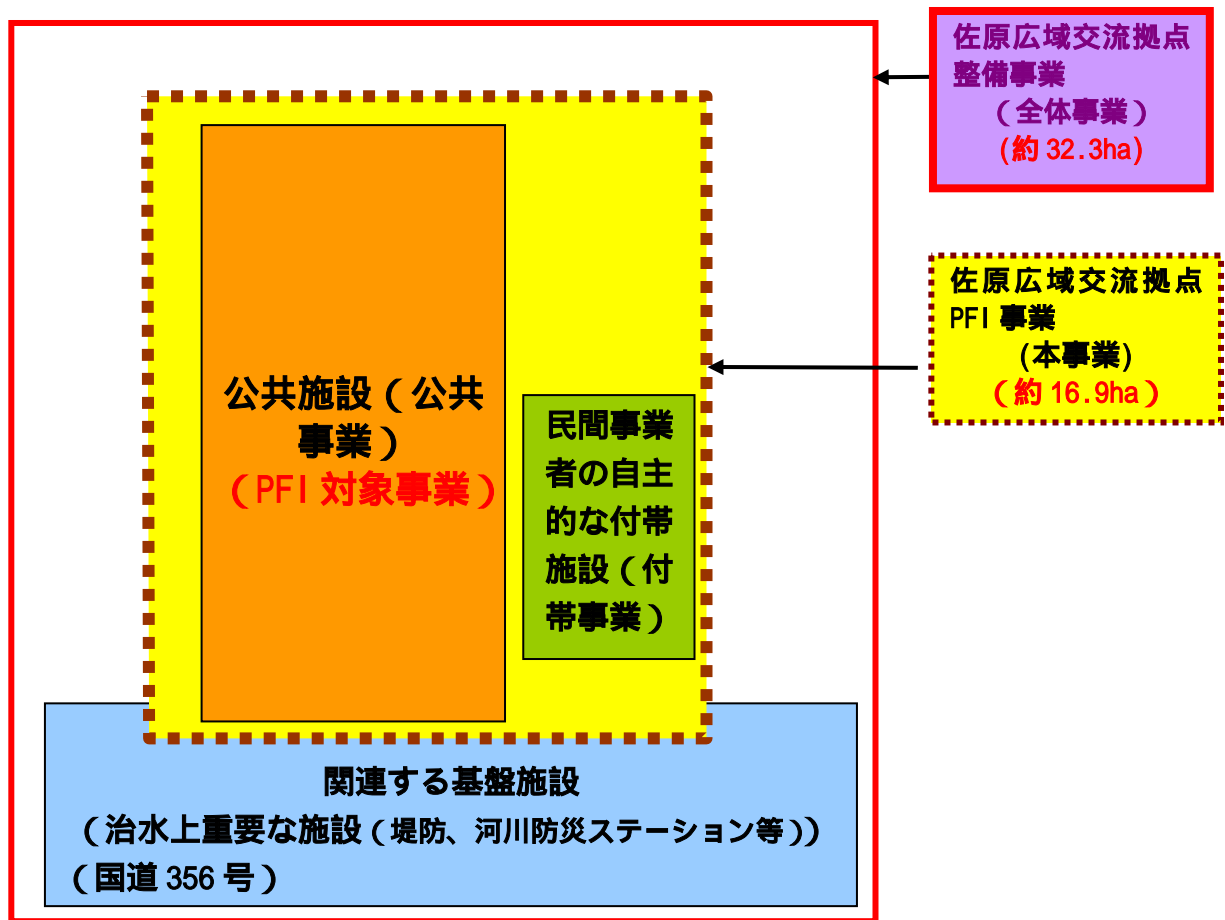 佐原広域交流拠点
整備事業
（全体事業）
(約 32.3ha)
佐原広域交流拠点
PFI 事業
(本事業)
（約 16.9ha）
公共施設（公共
事業）
（PFI 対象事業）
民間事業
者の自主
的な付帯
施設（付
帯事業）
関連する基盤施設
（治水上重要な施設（堤防、河川防災ステーション等））
（国道 356 号）